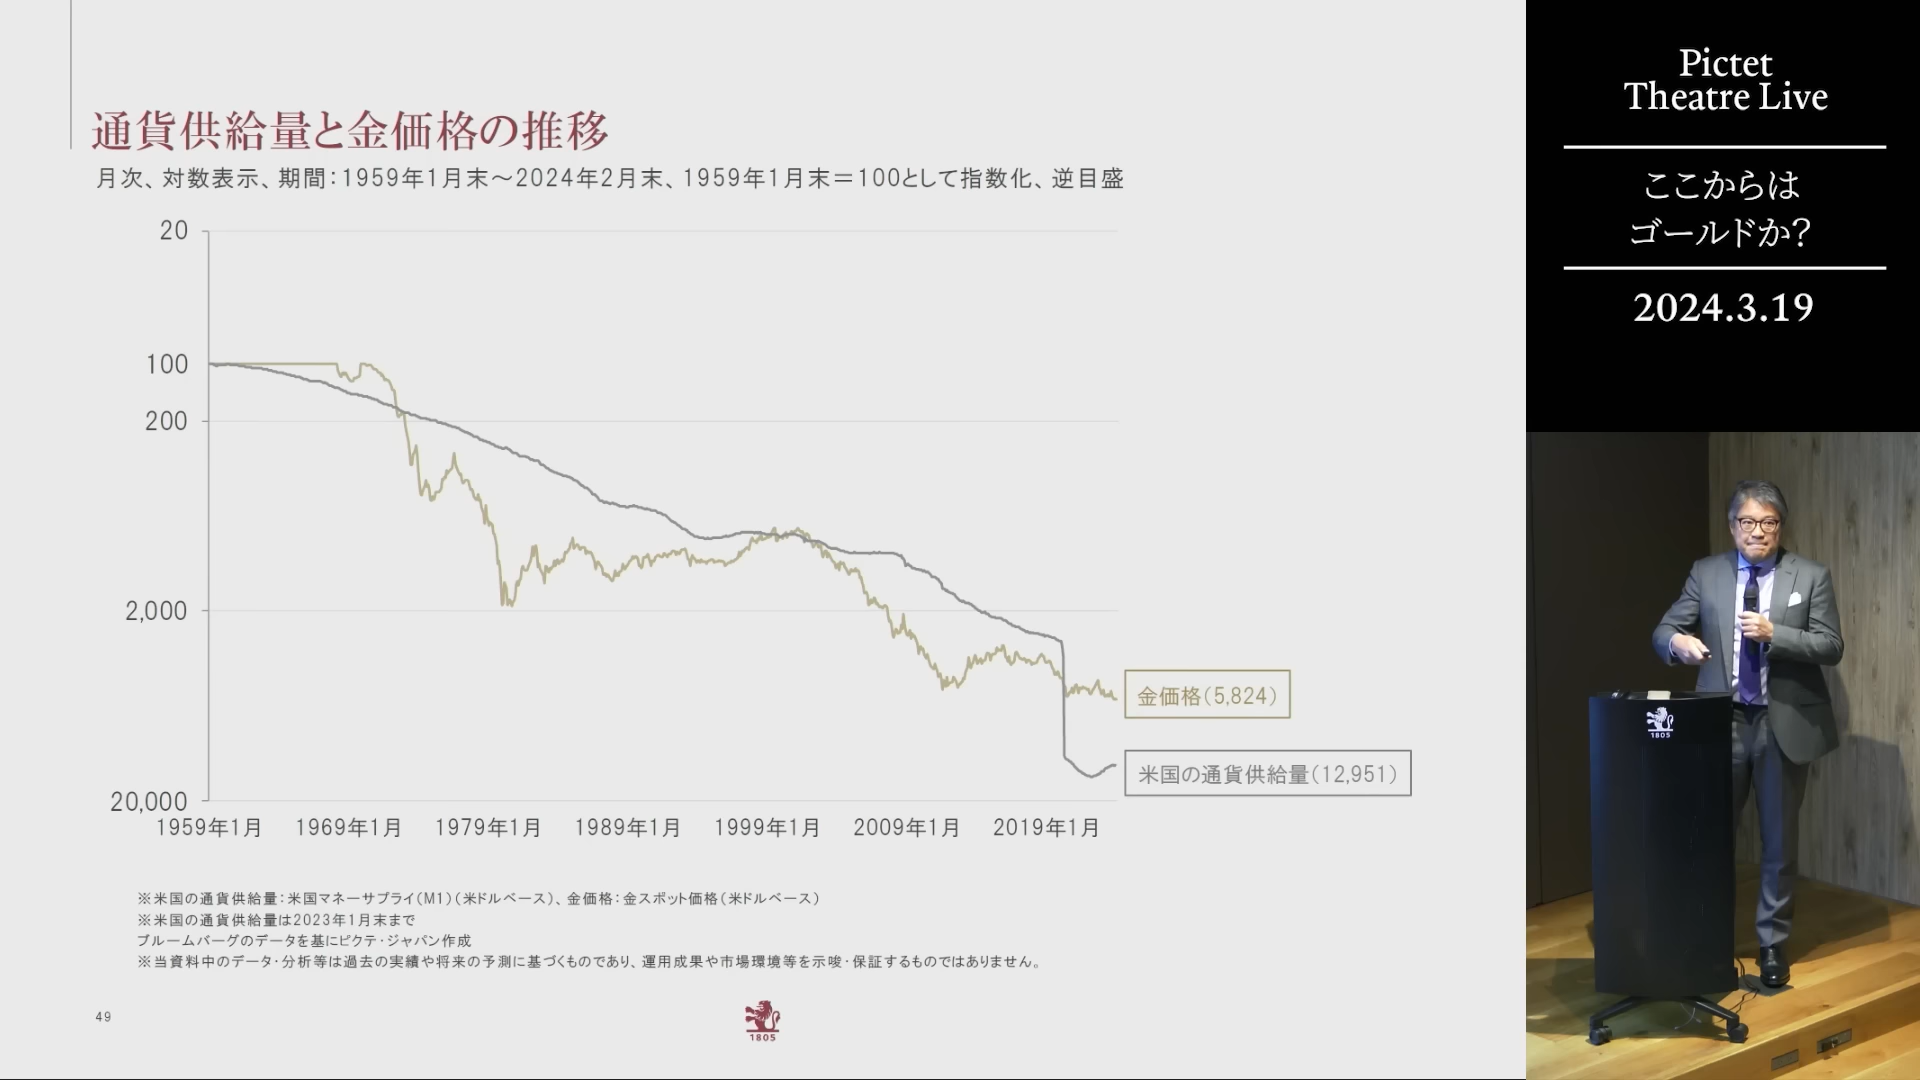 通貨供給量と金価格の推移
月次、対数表示、期間：1959年1月末～2024年2月末、1959年1月末＝100として指数化、逆目盛
20
100
200
2,000
20,000
1959年1月
1969年1月
1979年1月
1989年1月
1999年1月
2009年1月
2019年1月
金価格（5,824）
米国の通貨供給量（12,951）
※米国の通貨供給量：米国マネーサプライ（M1）（米ドルベース）、金価格：金スポット価格（米ドルベース）
※米国の通貨供給量は2023年1月末まで
ブルームバーグのデータを基にピクテ・ジャパン作成
※当資料中のデータ・分析等は過去の実績や将来の予測に基づくものであり、運用成果や市場環境等を示唆・保証するものではありません。
49
1805
Pictet
Theatre Live
ここからは
ゴールドか？
2024.3.19
1805